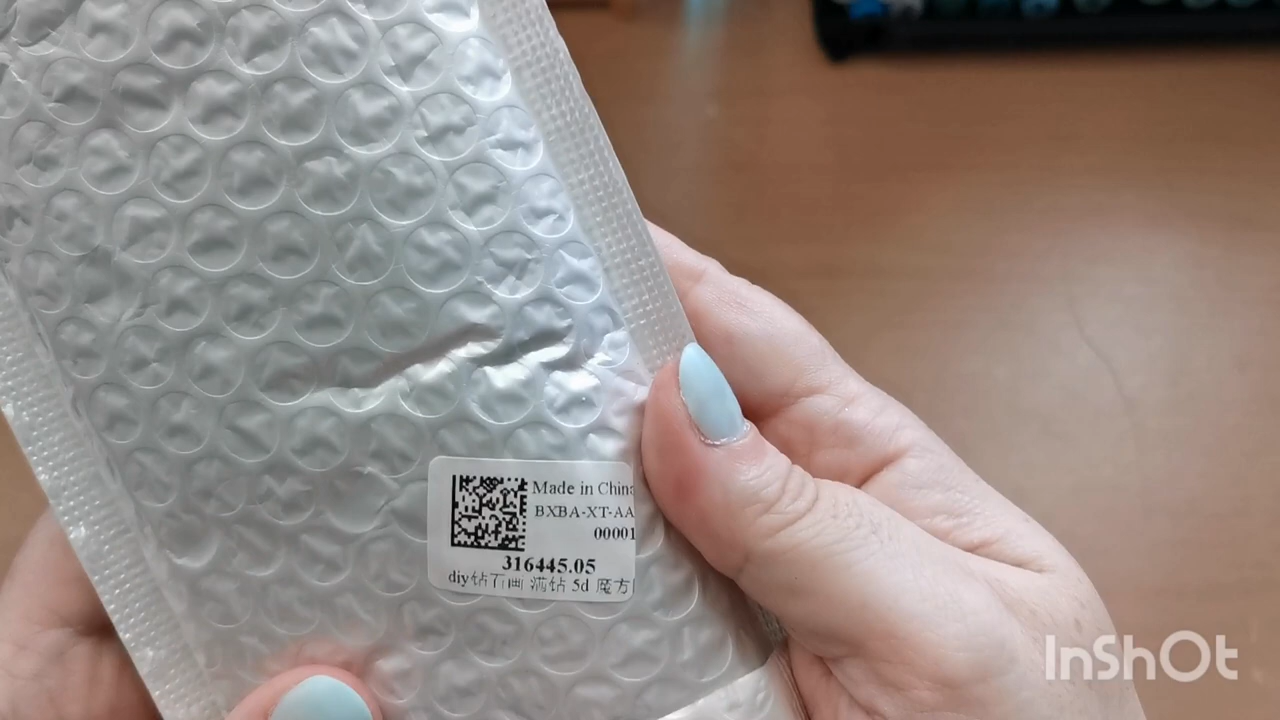 Made in China
BXBA-XT-AA
00001
316445.05
diy钻石画 满钻 5d 魔方
InShOt